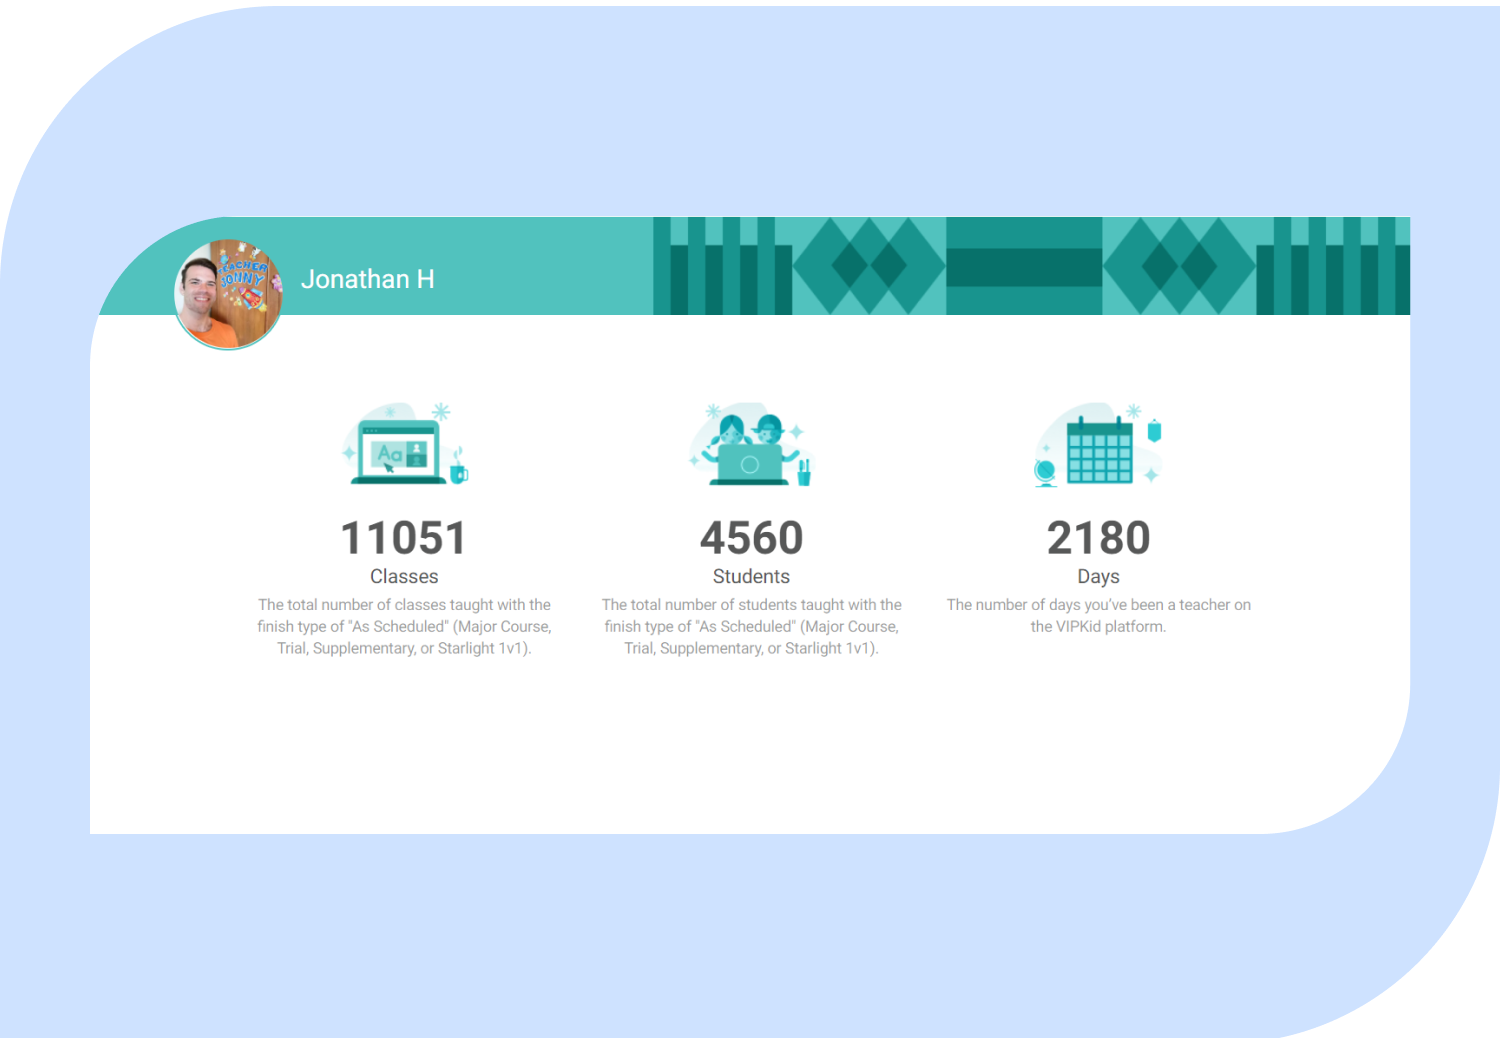 TEACHER
JONNY
Jonathan H
Aa
11051
Classes
The total number of classes taught with the
finish type of "As Scheduled" (Major Course,
Trial, Supplementary, or Starlight 1v1).
4560
Students
The total number of students taught with the
finish type of "As Scheduled" (Major Course,
Trial, Supplementary, or Starlight 1v1).
2180
Days
The number of days you've been a teacher on
the VIPKid platform.